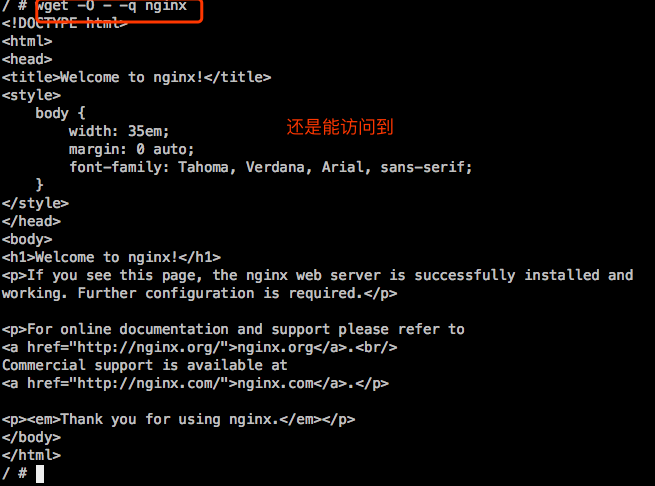 / # wget -O - -q nginx
<!DOCTYPE html>
<html>
<head>
<title>Welcome to nginx!</title>
<style>
    body {
        width: 35em;
        margin: 0 auto;
        font-family: Tahoma, Verdana, Arial, sans-serif;
    }
还是能访问到
</style>
</head>
<body>
<h1>Welcome to nginx!</h1>
<p>If you see this page, the nginx web server is successfully installed and
working. Further configuration is required.</p>

<p>For online documentation and support please refer to
<a href="http://nginx.org/">nginx.org</a>.<br/>
Commercial support is available at
<a href="http://nginx.com/">nginx.com</a>.</p>

<p><em>Thank you for using nginx.</em></p>
</body>
</html>
/ #